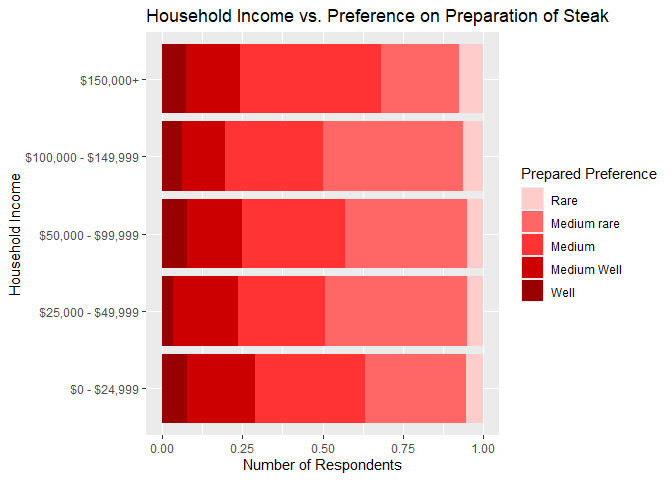 Household Income vs. Preference on Preparation of Steak
Household Income
$150,000+
$100,000 - $149,999
$50,000 - $99,999
$25,000 - $49,999
$0 - $24,999
0.00 0.25 0.50 0.75 1.00
Number of Respondents
Prepared Preference
Rare
Medium rare
Medium
Medium Well
Well